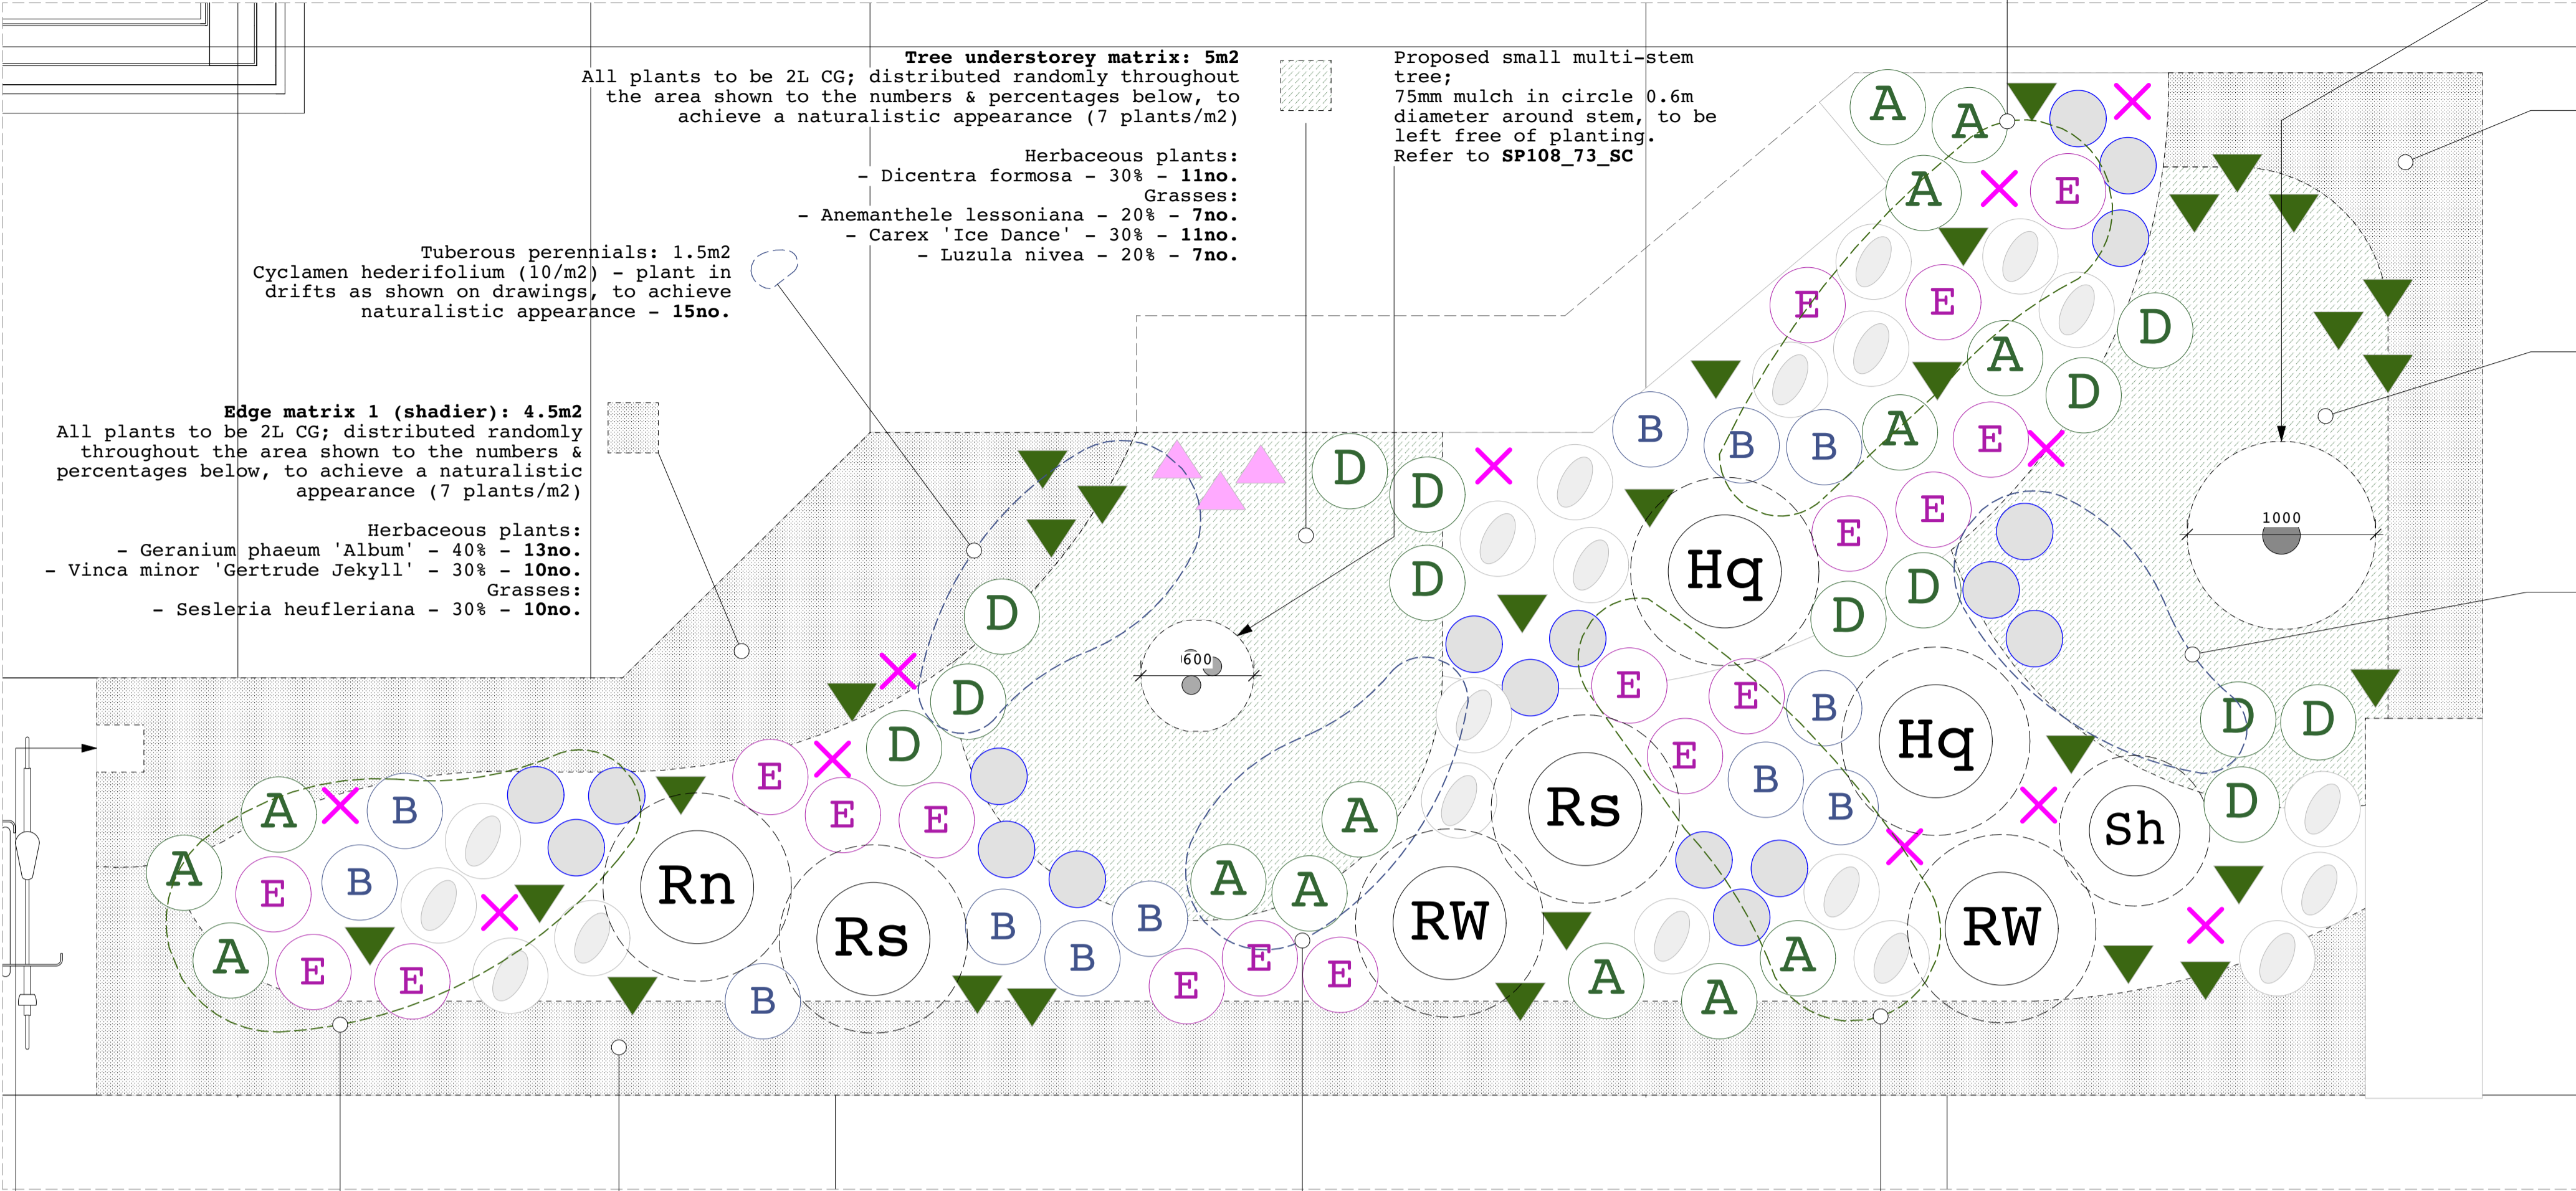 Tree understorey matrix: 5m2
All plants to be 2L CG; distributed randomly throughout
the area shown to the numbers & percentages below, to
achieve a naturalistic appearance (7 plants/m2)
Herbaceous plants:
- Dicentra formosa - 30% - 11no.
Grasses:
- Anemanthele lessoniana - 20% - 7no.
- Carex 'Ice Dance' - 30% - 11no.
- Luzula nivea - 20% - 7no.
Proposed small multi-stem
tree;
75mm mulch in circle 0.6m
diameter around stem, to be
left free of planting.
Refer to SP108_73_SC
Tuberous perennials: 1.5m2
Cyclamen hederifolium (10/m2) - plant in
drifts as shown on drawings, to achieve
naturalistic appearance - 15no.
Edge matrix 1 (shadier): 4.5m2
All plants to be 2L CG; distributed randomly
throughout the area shown to the numbers &
percentages below, to achieve a naturalistic
appearance (7 plants/m2)
Herbaceous plants:
- Geranium phaeum 'Album' - 40% - 13no.
- Vinca minor 'Gertrude Jekyll' - 30% - 10no.
Grasses:
- Sesleria heufleriana - 30% - 10no.
A
A
A
E
E
E
D
A
D
B
B
B
A
E
D
D
E
E
1000
Hq
D
D
D
D
600
E
E
B
D
D
D
D
Hq
E
E
B
Rs
B
D
Sh
A
B
E
E
A
A
E
B
Rn
Rs
B
B
B
A
A
RW
RW
A
E
E
B
E
E
E
A
A
A